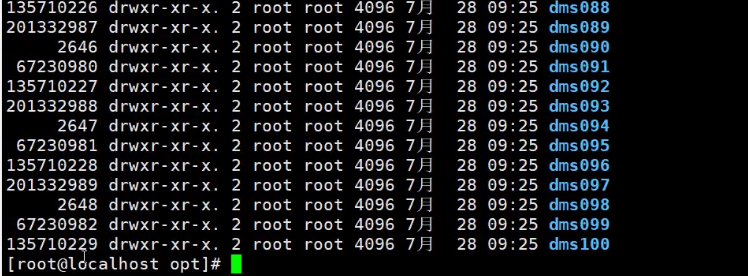 135710226 drwxr-xr-x. 2 root root 4096 7月  28 09:25 dms088
201332987 drwxr-xr-x. 2 root root 4096 7月  28 09:25 dms089
     2646 drwxr-xr-x. 2 root root 4096 7月  28 09:25 dms090
 67230980 drwxr-xr-x. 2 root root 4096 7月  28 09:25 dms091
135710227 drwxr-xr-x. 2 root root 4096 7月  28 09:25 dms092
201332988 drwxr-xr-x. 2 root root 4096 7月  28 09:25 dms093
     2647 drwxr-xr-x. 2 root root 4096 7月  28 09:25 dms094
 67230981 drwxr-xr-x. 2 root root 4096 7月  28 09:25 dms095
135710228 drwxr-xr-x. 2 root root 4096 7月  28 09:25 dms096
201332989 drwxr-xr-x. 2 root root 4096 7月  28 09:25 dms097
     2648 drwxr-xr-x. 2 root root 4096 7月  28 09:25 dms098
 67230982 drwxr-xr-x. 2 root root 4096 7月  28 09:25 dms099
135710229 drwxr-xr-x. 2 root root 4096 7月  28 09:25 dms100
[root@localhost opt]#